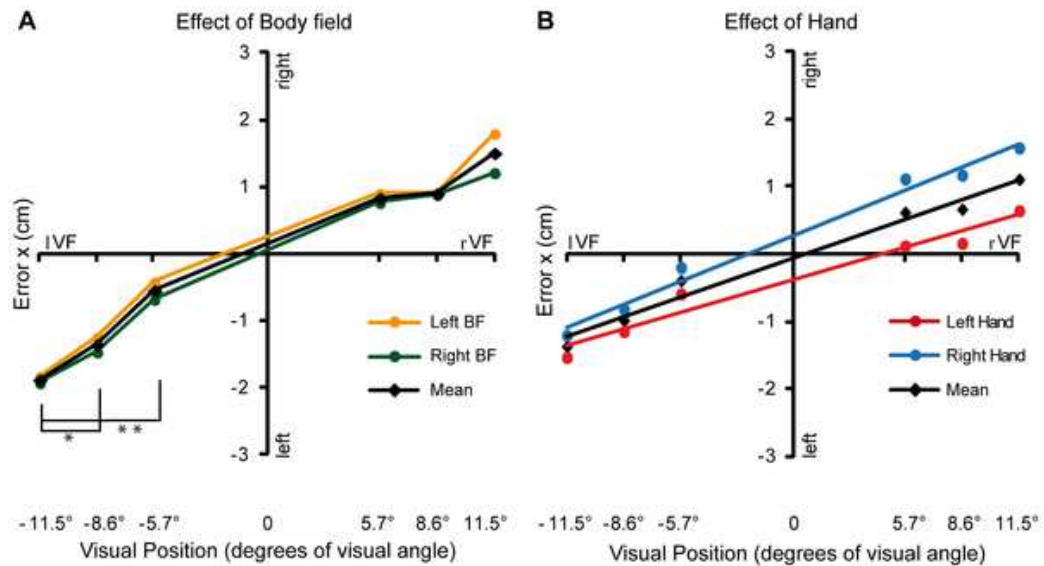 A
Effect of Body field
3
2
1
-1
-2
-3
right
left
lVF
rVF
Error x (cm)
Left BF
Right BF
Mean
*
**
-11.5°
-8.6°
-5.7°
0
5.7°
8.6°
11.5°
Visual Position (degrees of visual angle)
B
Effect of Hand
3
2
1
-1
-2
-3
right
left
lVF
rVF
Error x (cm)
Left Hand
Right Hand
Mean
-11.5°
-8.6°
-5.7°
0
5.7°
8.6°
11.5°
Visual Position (degrees of visual angle)